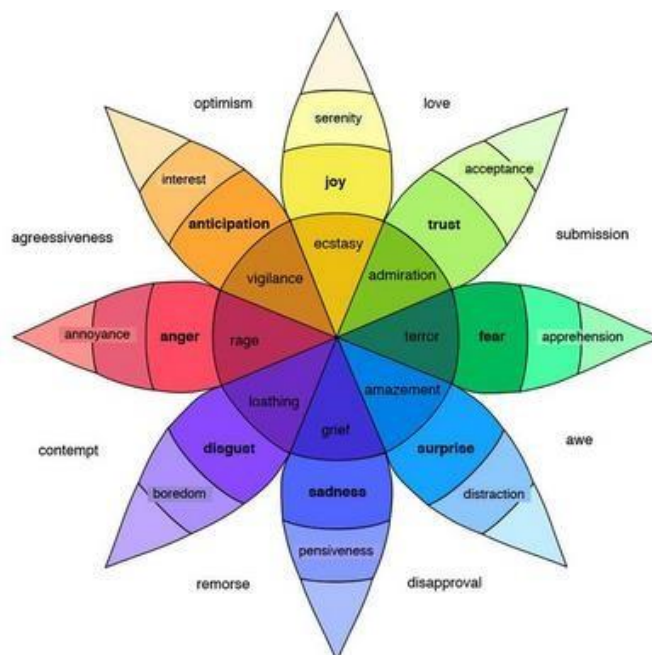 optimism
love
serenity
interest
acceptance
joy
anticipation
trust
agreessiveness
submission
ecstasy
vigilance
admiration
annoyance
anger
rage
terror
fear
apprehension
loathing
amazement
grief
contempt
disgust
surprise
awe
boredom
sadness
distraction
pensiveness
remorse
disapproval